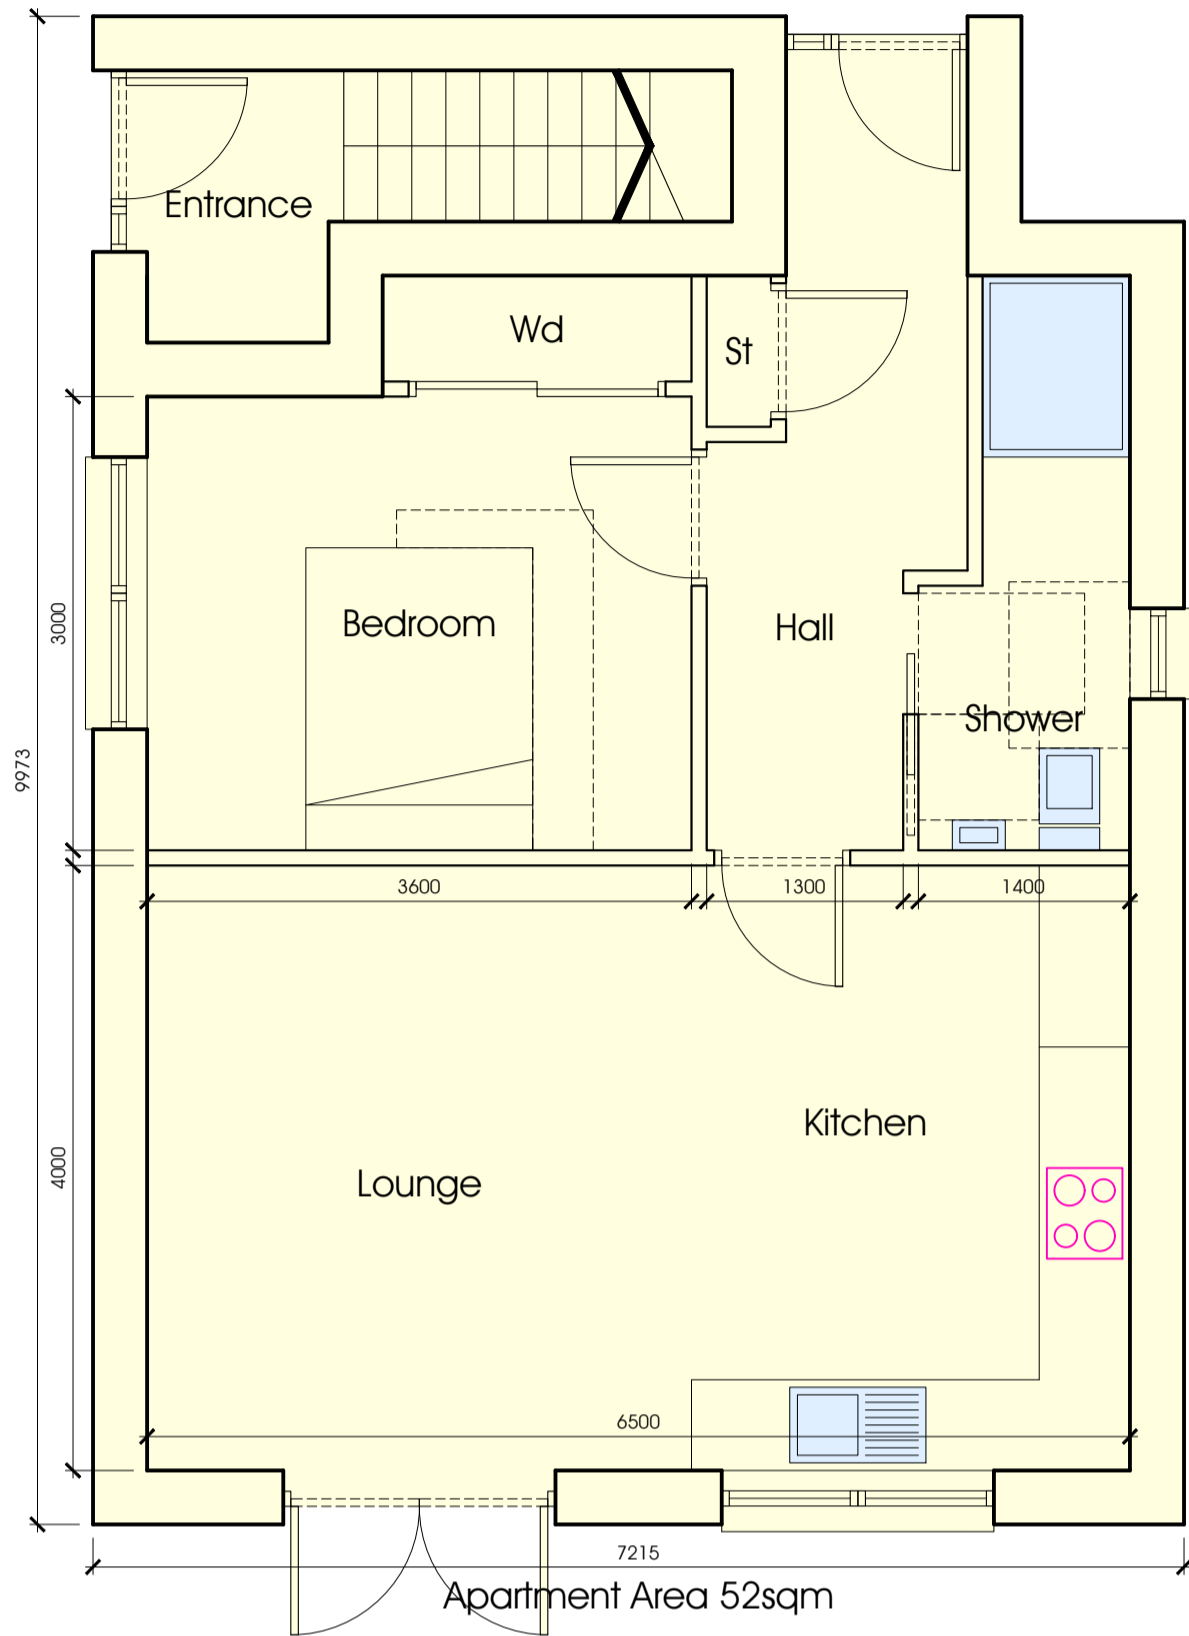 Entrance
Wd
St
3000
Bedroom
Hall
Shower
9973
3600
1300
1400
4000
Kitchen
Lounge
6500
7215
Apartment Area 52sqm